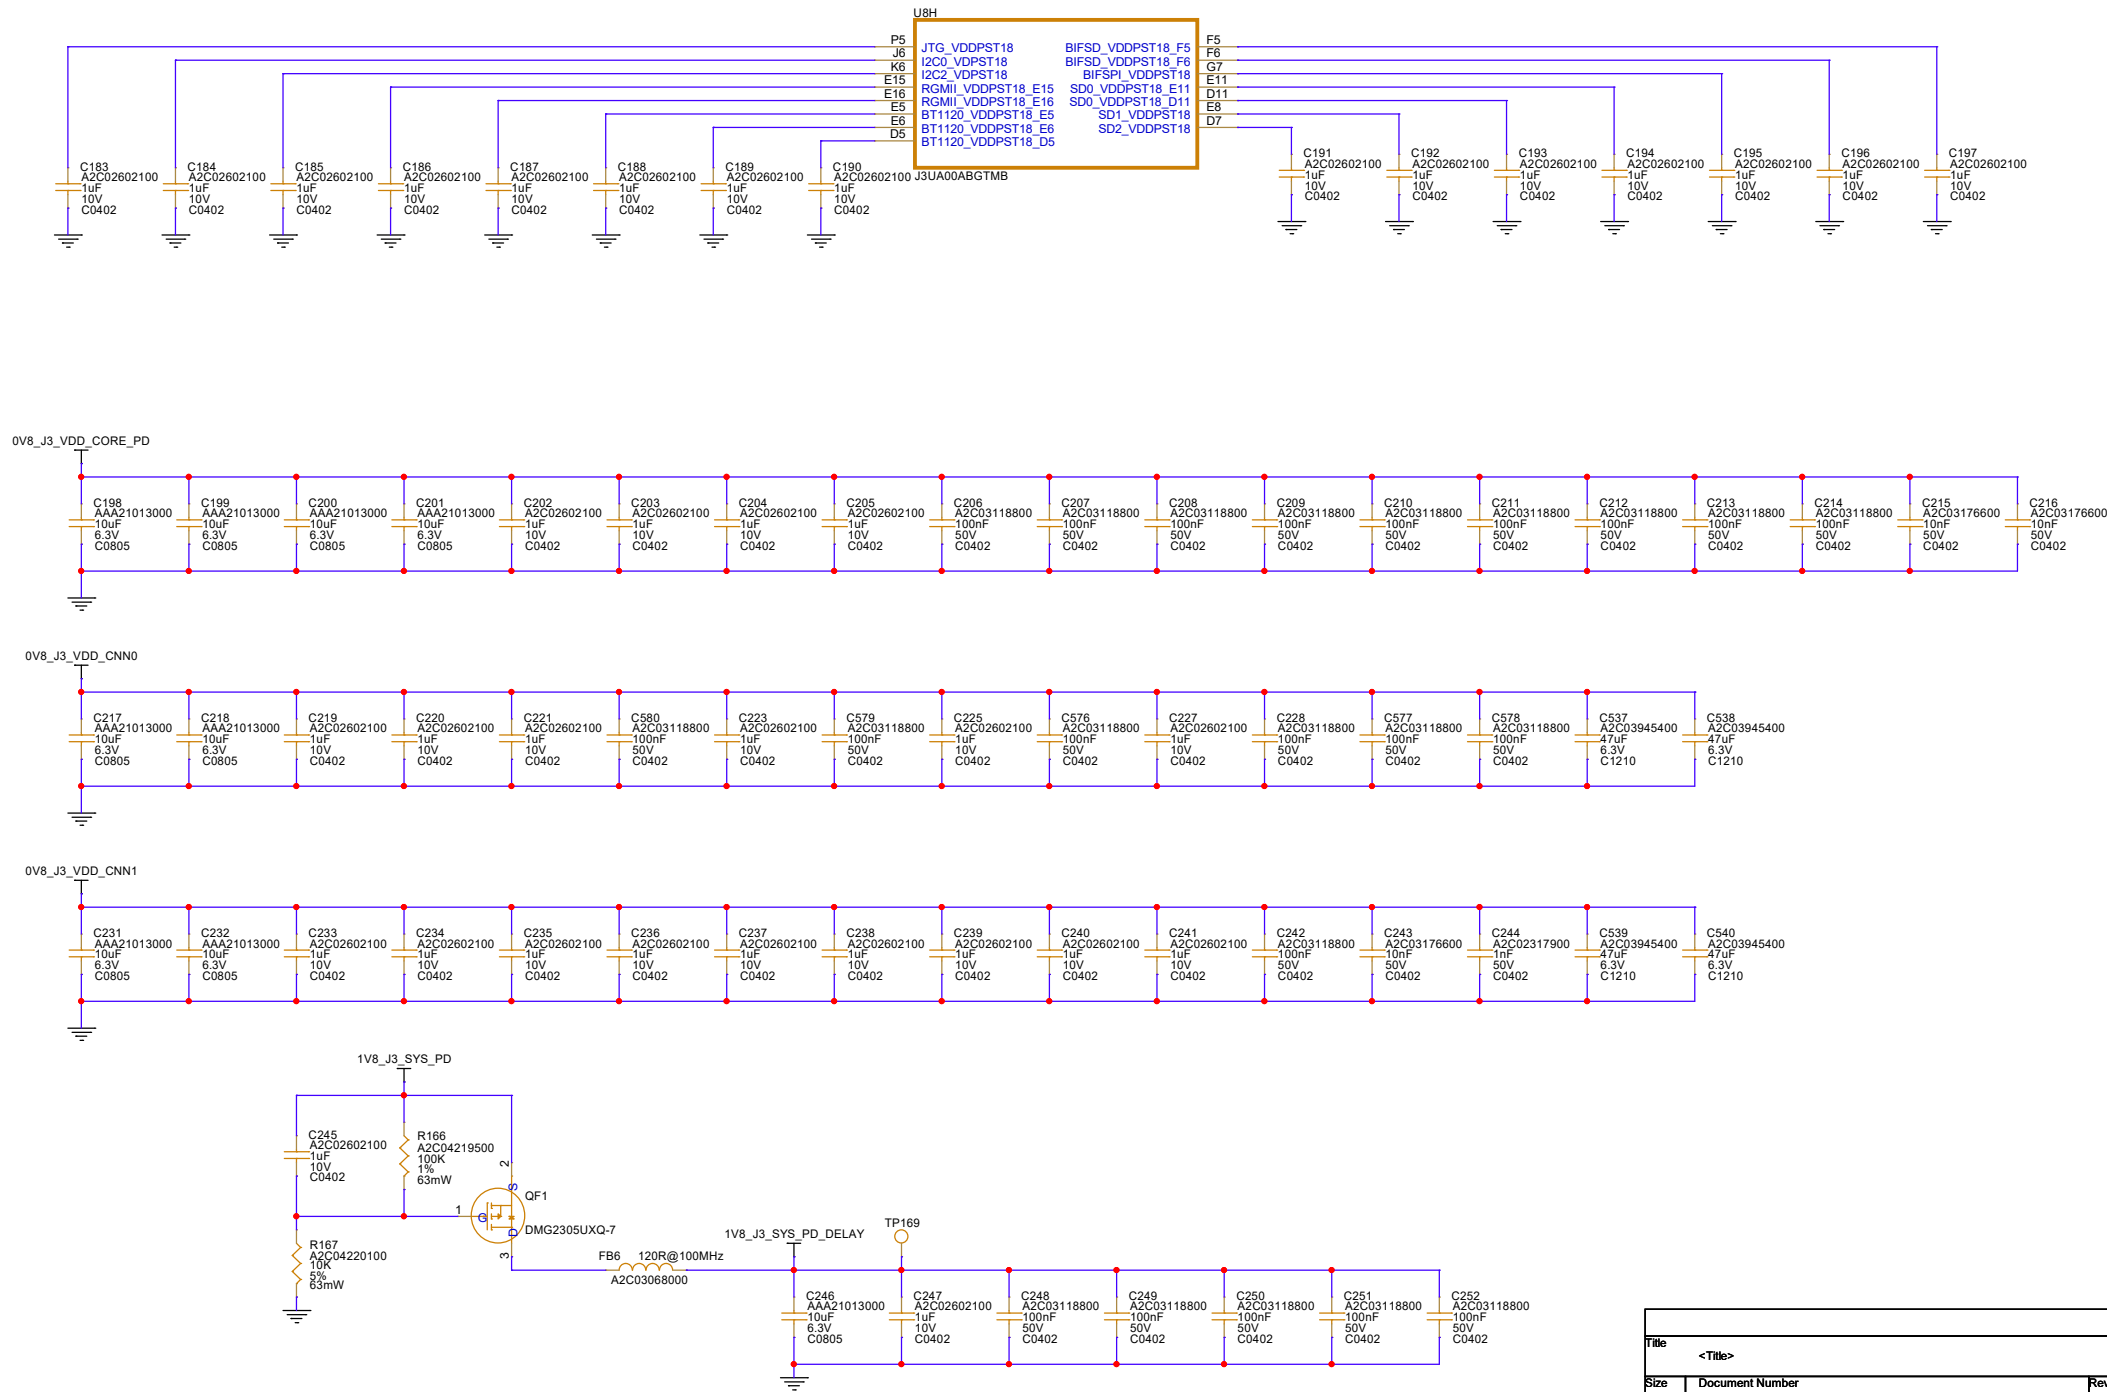 U8H
P5
JTG_VDDPST18
J6
I2C0_VDPST18
K6
I2C2_VDPST18
E15
RGMII_VDDPST18_E15
E16
RGMII_VDDPST18_E16
E5
BT1120_VDDPST18_E5
E6
BT1120_VDDPST18_E6
D5
BT1120_VDDPST18_D5
BIFSD_VDDPST18_F5
F5
BIFSD_VDDPST18_F6
F6
BIFSPI_VDDPST18
G7
SD0_VDDPST18_E11
E11
SD0_VDDPST18_D11
D11
SD1_VDDPST18
E8
SD2_VDDPST18
D7
J3UA00ABGTMB
C183
A2C02602100
1uF
10V
C0402
C184
A2C02602100
1uF
10V
C0402
C185
A2C02602100
1uF
10V
C0402
C186
A2C02602100
1uF
10V
C0402
C187
A2C02602100
1uF
10V
C0402
C188
A2C02602100
1uF
10V
C0402
C189
A2C02602100
1uF
10V
C0402
C190
A2C02602100
1uF
10V
C0402
C191
A2C02602100
1uF
10V
C0402
C192
A2C02602100
1uF
10V
C0402
C193
A2C02602100
1uF
10V
C0402
C194
A2C02602100
1uF
10V
C0402
C195
A2C02602100
1uF
10V
C0402
C196
A2C02602100
1uF
10V
C0402
C197
A2C02602100
1uF
10V
C0402
0V8_J3_VDD_CORE_PD
C198
AAA21013000
10uF
6.3V
C0805
C199
AAA21013000
10uF
6.3V
C0805
C200
AAA21013000
10uF
6.3V
C0805
C201
AAA21013000
10uF
6.3V
C0805
C202
A2C02602100
1uF
10V
C0402
C203
A2C02602100
1uF
10V
C0402
C204
A2C02602100
1uF
10V
C0402
C205
A2C02602100
1uF
10V
C0402
C206
A2C03118800
100nF
50V
C0402
C207
A2C03118800
100nF
50V
C0402
C208
A2C03118800
100nF
50V
C0402
C209
A2C03118800
100nF
50V
C0402
C210
A2C03118800
100nF
50V
C0402
C211
A2C03118800
100nF
50V
C0402
C212
A2C03118800
100nF
50V
C0402
C213
A2C03118800
100nF
50V
C0402
C214
A2C03118800
100nF
50V
C0402
C215
A2C03176600
10nF
50V
C0402
C216
A2C03176600
10nF
50V
C0402
0V8_J3_VDD_CNN0
C217
AAA21013000
10uF
6.3V
C0805
C218
AAA21013000
10uF
6.3V
C0805
C219
A2C02602100
1uF
10V
C0402
C220
A2C02602100
1uF
10V
C0402
C221
A2C02602100
1uF
10V
C0402
C580
A2C03118800
100nF
50V
C0402
C223
A2C02602100
1uF
10V
C0402
C579
A2C03118800
100nF
50V
C0402
C225
A2C02602100
1uF
10V
C0402
C576
A2C03118800
100nF
50V
C0402
C227
A2C02602100
1uF
10V
C0402
C228
A2C03118800
100nF
50V
C0402
C577
A2C03118800
100nF
50V
C0402
C578
A2C03118800
100nF
50V
C0402
C537
A2C03945400
47uF
6.3V
C1210
C538
A2C03945400
47uF
6.3V
C1210
0V8_J3_VDD_CNN1
C231
AAA21013000
10uF
6.3V
C0805
C232
AAA21013000
10uF
6.3V
C0805
C233
A2C02602100
1uF
10V
C0402
C234
A2C02602100
1uF
10V
C0402
C235
A2C02602100
1uF
10V
C0402
C236
A2C02602100
1uF
10V
C0402
C237
A2C02602100
1uF
10V
C0402
C238
A2C02602100
1uF
10V
C0402
C239
A2C02602100
1uF
10V
C0402
C240
A2C02602100
1uF
10V
C0402
C241
A2C02602100
1uF
10V
C0402
C242
A2C03118800
100nF
50V
C0402
C243
A2C03176600
10nF
50V
C0402
C244
A2C02317900
1nF
50V
C0402
C539
A2C03945400
47uF
6.3V
C1210
C540
A2C03945400
47uF
6.3V
C1210
1V8_J3_SYS_PD
C245
A2C02602100
1uF
10V
C0402
R166
A2C04219500
100K
1%
63mW
2
S
QF1
1
G
DMG2305UXQ-7
D
3
R167
A2C04220100
10K
5%
63mW
FB6 120R@100MHz
A2C03068000
1V8_J3_SYS_PD_DELAY
TP169
C246
AAA21013000
10uF
6.3V
C0805
C247
A2C02602100
1uF
10V
C0402
C248
A2C03118800
100nF
50V
C0402
C249
A2C03118800
100nF
50V
C0402
C250
A2C03118800
100nF
50V
C0402
C251
A2C03118800
100nF
50V
C0402
C252
A2C03118800
100nF
50V
C0402
Title
<Title>
Size Document Number Rev